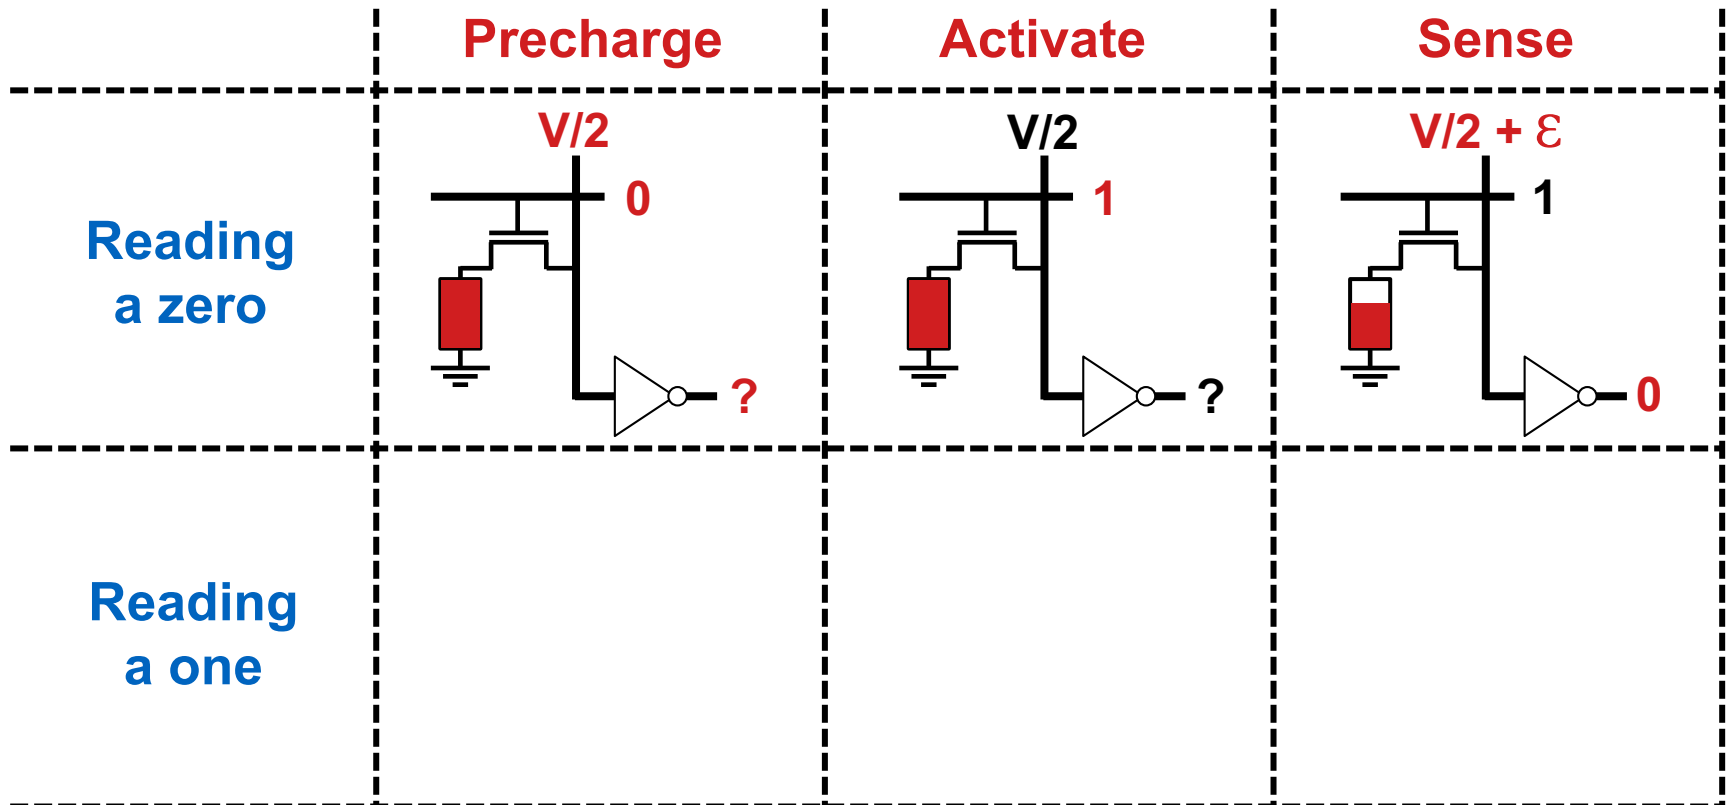 Precharge
Activate
Sense
V/2
0
?
V/2
1
?
V/2 + ε
1
0
Reading
a zero
Reading
a one